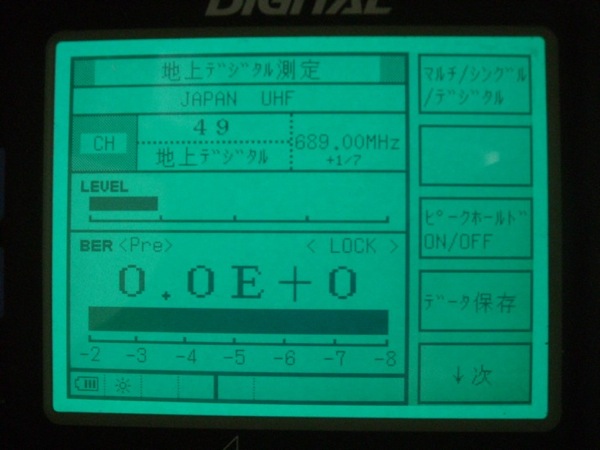 DIGITAL
地上デジタル測定
JAPAN UHF
CH
49
地上デジタル
689.00MHz
+1/7
LEVEL
BER <Pre>
< LOCK >
0.0E+0
-2 -3 -4 -5 -6 -7 -8
マルチ/シングル
/デジタル
ピークホールド
ON/OFF
データ保存
↓次